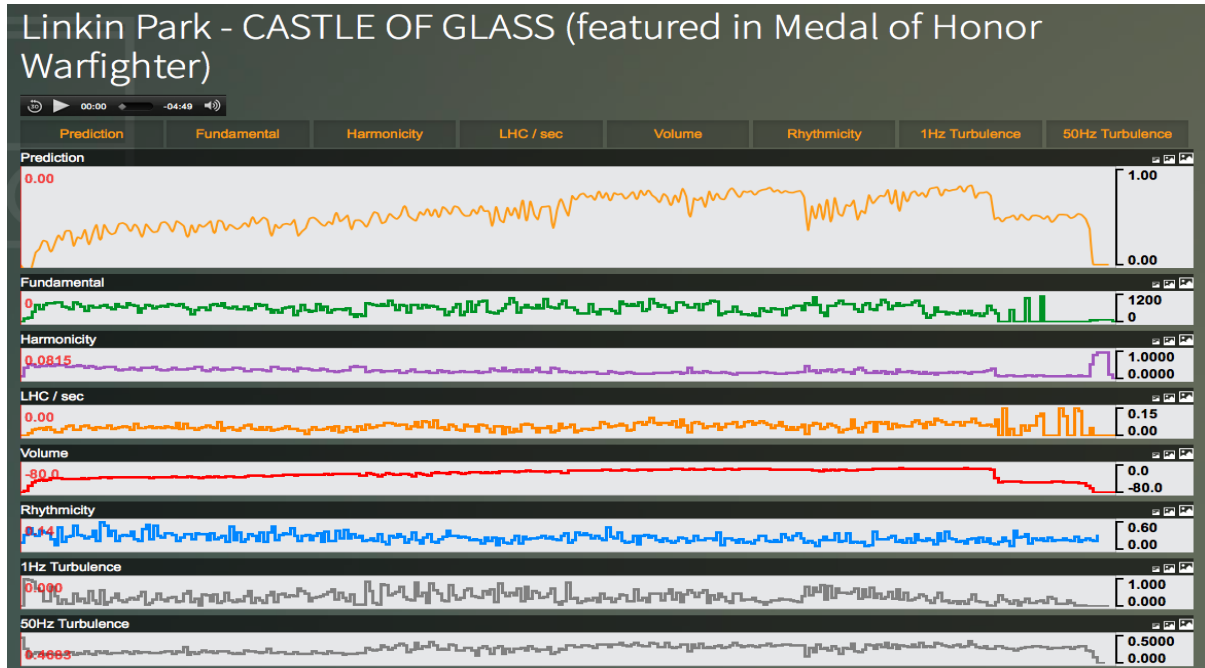 Linkin Park - CASTLE OF GLASS (featured in Medal of Honor
Warfighter)
30 00:00 -04:49
Prediction Fundamental Harmonicity LHC / sec Volume Rhythmicity 1Hz Turbulence 50Hz Turbulence
Prediction
0.00 1.00
0.00
Fundamental
0 1200
0
Harmonicity
0.0815 1.0000
0.0000
LHC / sec
0.00 0.15
0.00
Volume
-80.0 0.0
-80.0
Rhythmicity
0.60
0.00
1Hz Turbulence
0.000 1.000
0.000
50Hz Turbulence
0.5000
0.000